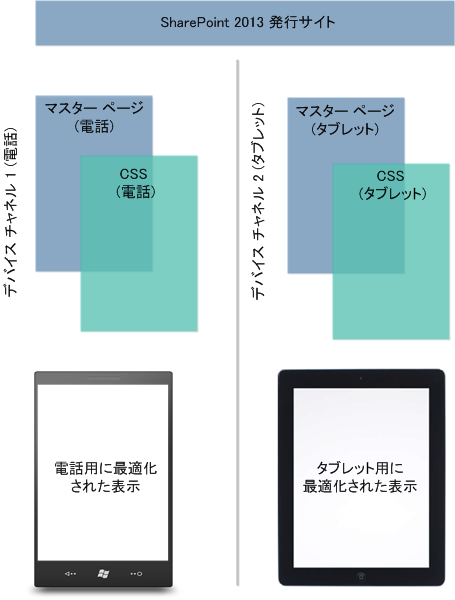 SharePoint 2013 発行サイト
デバイス チャネル 1 (電話)
マスター ページ
(電話)
CSS
(電話)
デバイス チャネル 2 (タブレット)
マスター ページ
(タブレット)
CSS
(タブレット)
電話用に最適化
された表示
タブレット用に
最適化された表示